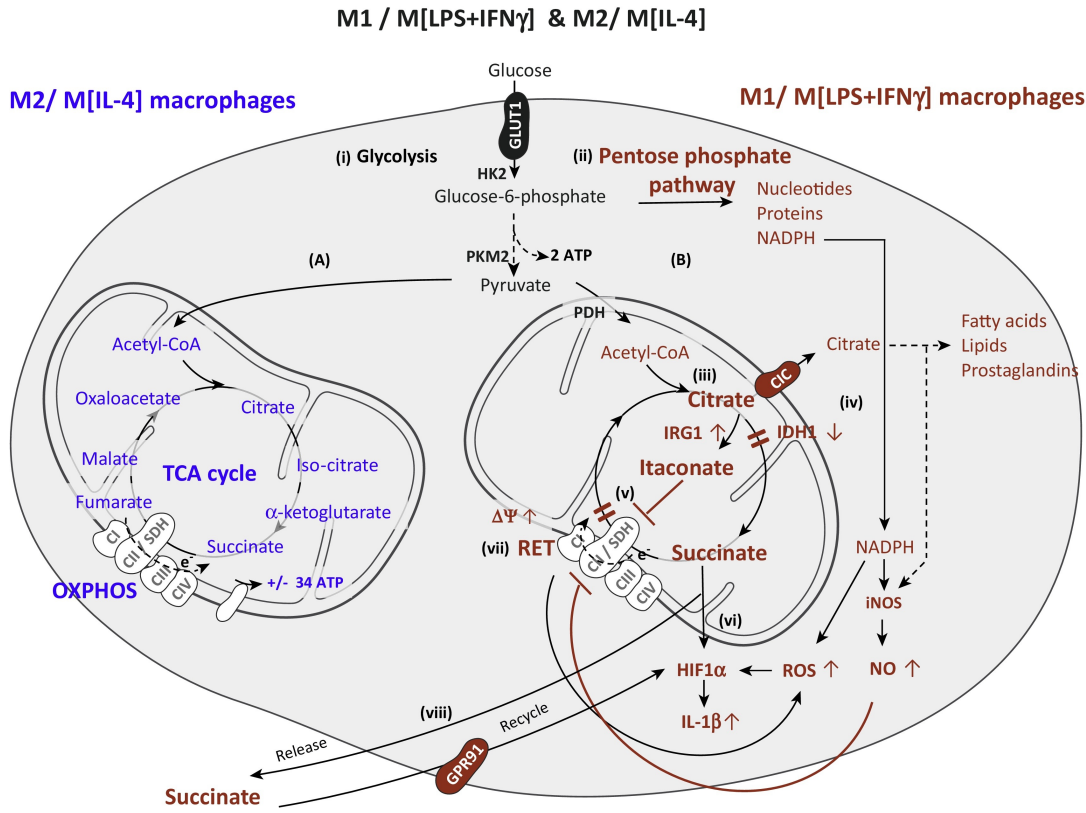 M1 / M[LPS+IFNγ] & M2/ M[IL-4]
Glucose
M2/ M[IL-4] macrophages
M1/ M[LPS+IFNγ] macrophages
GLUT1
(i) Glycolysis
(ii) Pentose phosphate
pathway
HK2
Glucose-6-phosphate
Nucleotides
Proteins
NADPH
PKM2
2 ATP
(A)
(B)
Pyruvate
PDH
Acetyl-CoA
Oxaloacetate
Citrate
Malate
TCA cycle
Iso-citrate
Fumarate
α-ketoglutarate
Succinate
CI
CII / SDH
CIII
CIV
e-
OXPHOS
+/- 34 ATP
Acetyl-CoA
(iii)
Citrate
CIC
Citrate
Fatty acids
Lipids
Prostaglandins
(iv)
IRG1 ↑
IDH1 ↓
Itaconate
(v)
ΔΨ ↑
(vii) RET
CI
CII / SDH
CIII
CIV
e-
Succinate
NADPH
iNOS
(vi)
HIF1α
ROS ↑
NO ↑
IL-1β↑
(viii)
Release
Recycle
GPR91
Succinate